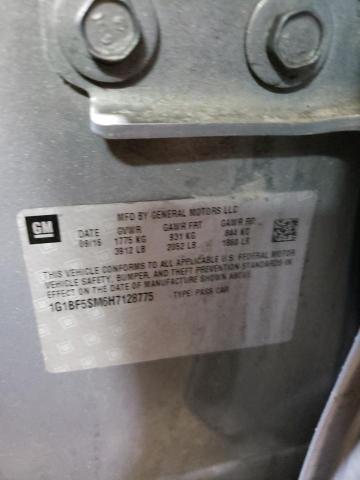 GM
MFD BY GENERAL MOTORS LLC
DATE GVWR GAWR FRT GAWR RR
09/16 1775 KG 931 KG 844 KG
3912 LB 2052 LB 1860 LB
THIS VEHICLE CONFORMS TO ALL APPLICABLE U.S. FEDERAL MOTOR
VEHICLE SAFETY, BUMPER, AND THEFT PREVENTION STANDARDS
IN EFFECT ON THE DATE OF MANUFACTURE SHOWN ABOVE.
1G1BF5SM6H7128775 TYPE: PASS CAR